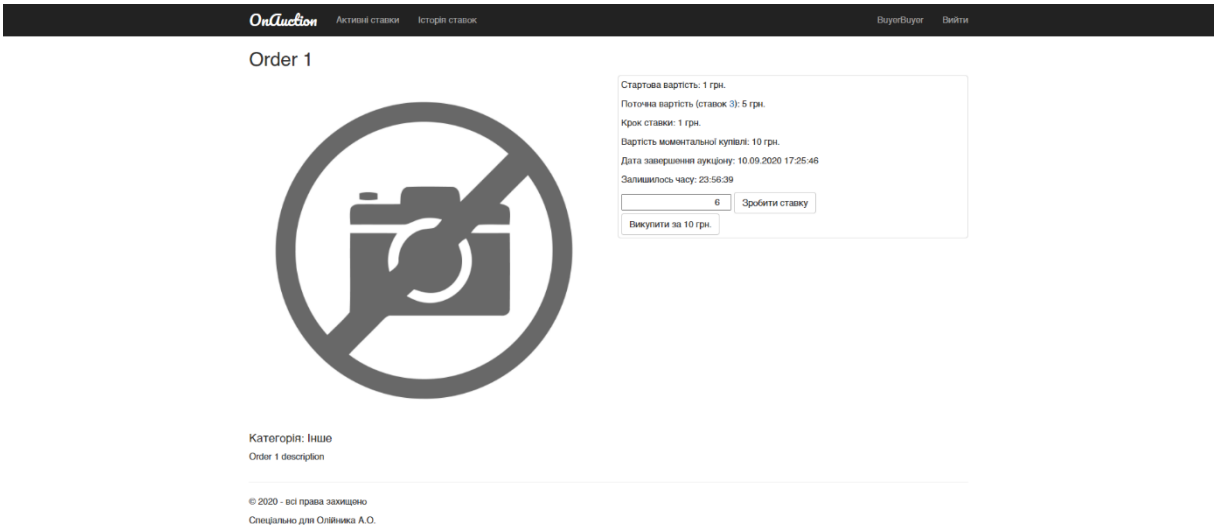 OnAuction Активні ставки Історія ставок BuyerBuyer Вийти
Order 1
Стартова вартість: 1 грн.
Поточна вартість (ставок 3): 5 грн.
Крок ставки: 1 грн.
Вартість моментальної купівлі: 10 грн.
Дата завершення аукціону: 10.09.2020 17:25:46
Залишилось часу: 23:56:39
6 Зробити ставку
Викупити за 10 грн.
Категорія: Інше
Order 1 description
© 2020 - всі права захищено
Спеціально для Олійника А.О.